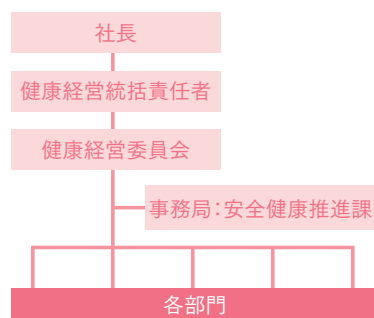 社長
健康経営統括責任者
健康経営委員会
事務局：安全健康推進課
各部門